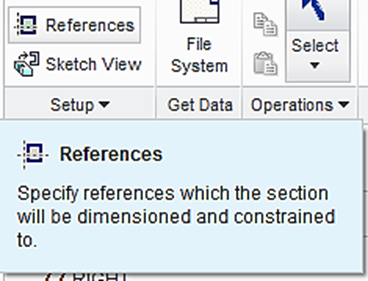 References
Sketch View
File
System
Select
Setup
Get Data
Operations
References
Specify references which the section
will be dimensioned and constrained
to.
RIGHT